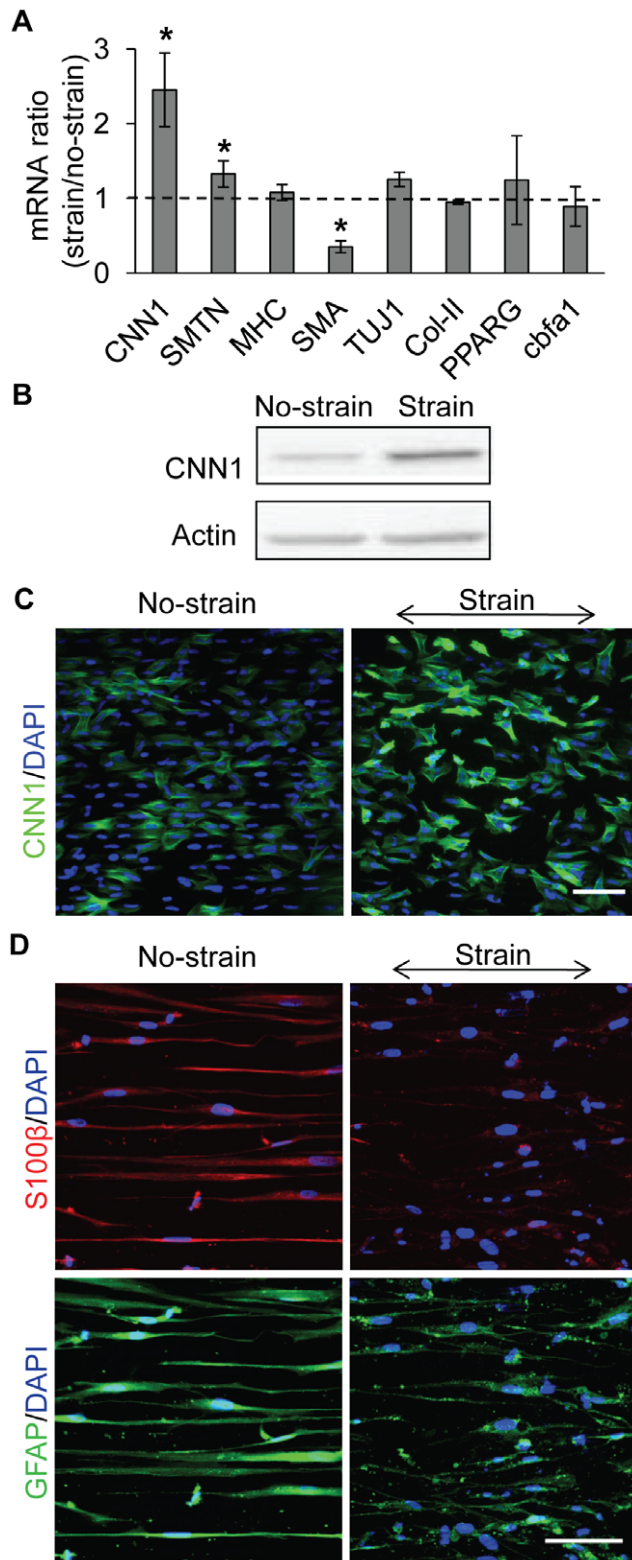 A
mRNA ratio
(strain/no-strain)
3
2
1
0
*
*
*
CNN1
SMTN
MHC
SMA
TUJ1
Col-II
PPARG
cbfa1
B
No-strain Strain
CNN1
Actin
C
No-strain Strain
CNN1/DAPI
D
No-strain Strain
S100β/DAPI
GFAP/DAPI